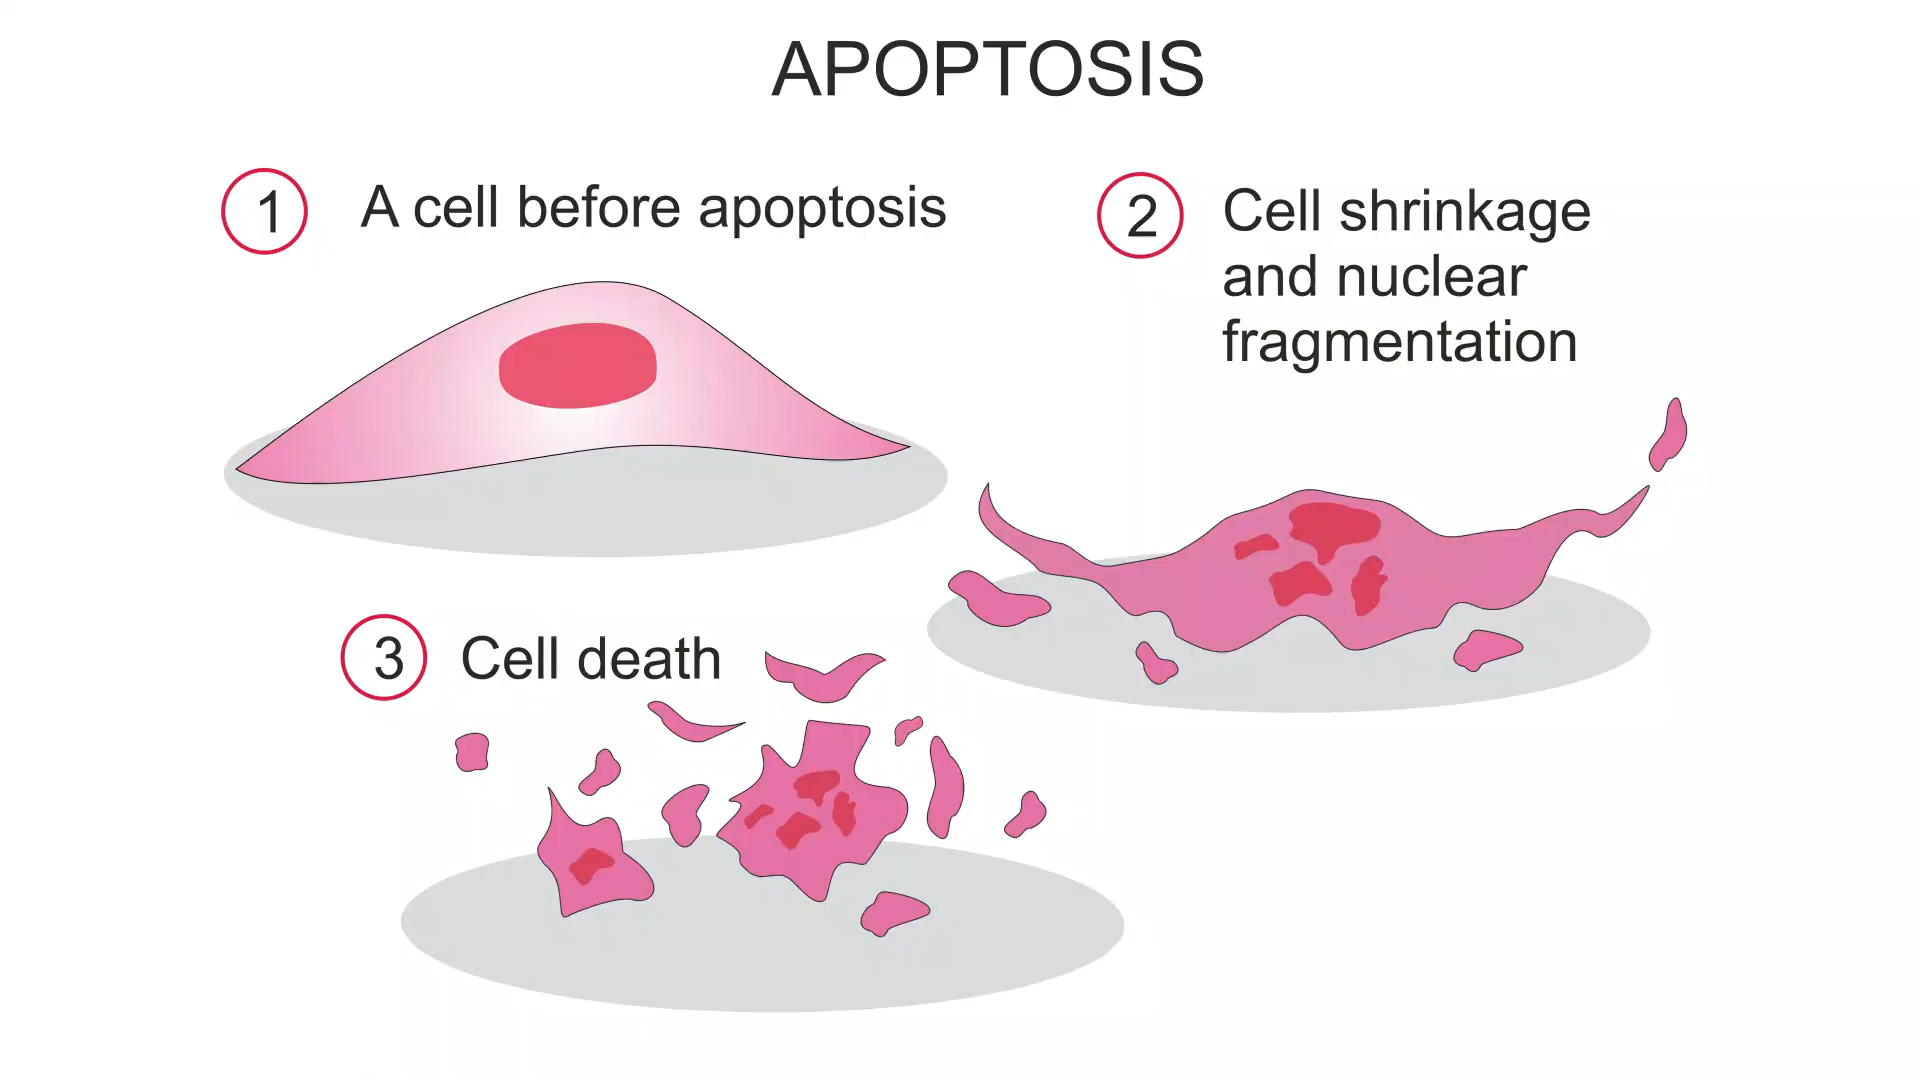 APOPTOSIS
1 A cell before apoptosis
2 Cell shrinkage
and nuclear
fragmentation
3 Cell death